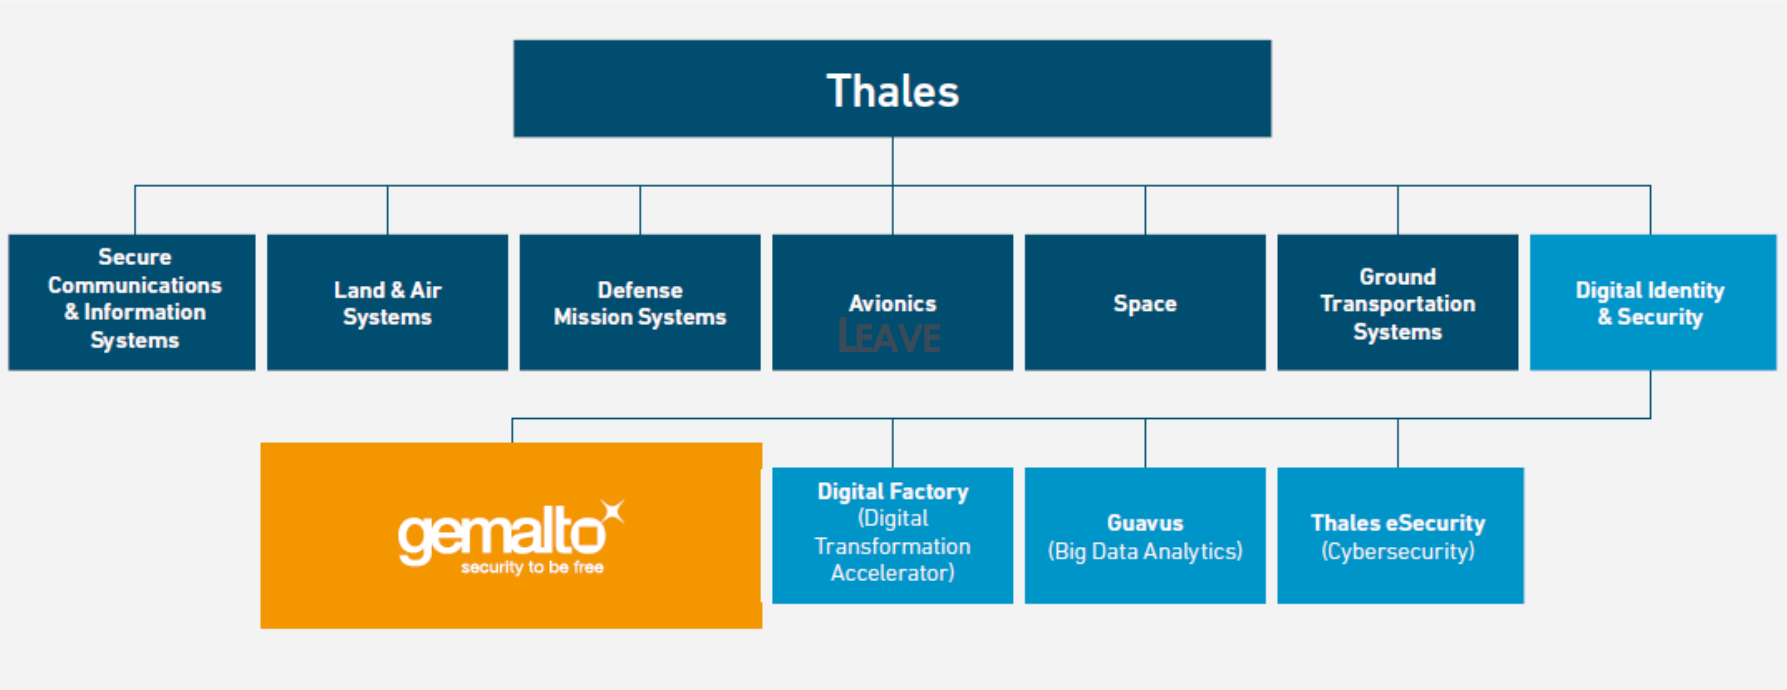 Thales
Secure
Communications
& Information
Systems
Land & Air
Systems
Defense
Mission Systems
Avionics
LEAVE
Space
Ground
Transportation
Systems
Digital Identity
& Security
gemalto
security to be free
Digital Factory
(Digital
Transformation
Accelerator)
Guavus
(Big Data Analytics)
Thales eSecurity
(Cybersecurity)